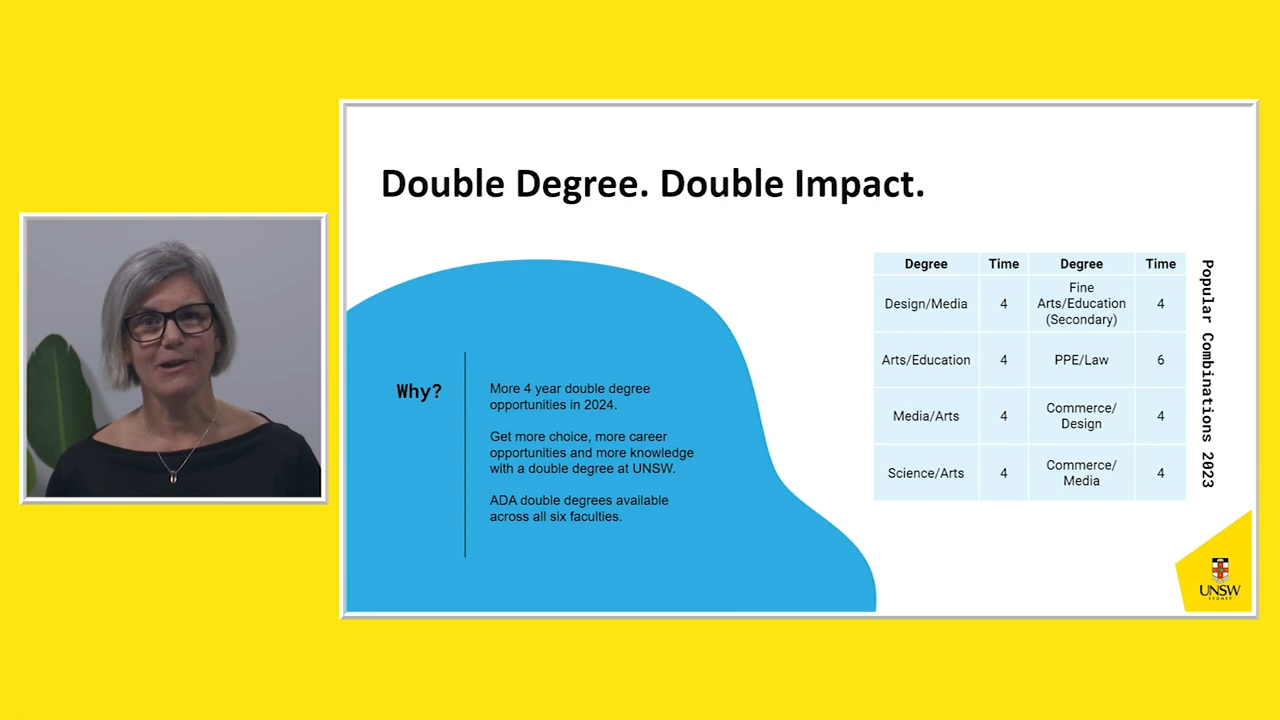 Double Degree. Double Impact.
Why?
More 4 year double degree
opportunities in 2024.
Get more choice, more career
opportunities and more knowledge
with a double degree at UNSW.
ADA double degrees available
across all six faculties.
Degree Time Degree Time
Design/Media 4 Fine Arts/Education (Secondary) 4
Arts/Education 4 PPE/Law 6
Media/Arts 4 Commerce/ Design 4
Science/Arts 4 Commerce/ Media 4
Popular Combinations 2023
UNSW
SYDNEY